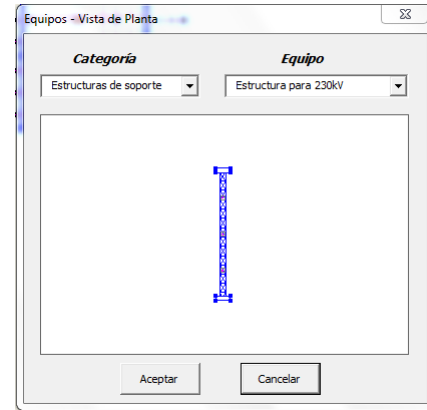 Equipos - Vista de Planta
Categoría Equipo
Estructuras de soporte Estructura para 230kV
Aceptar Cancelar